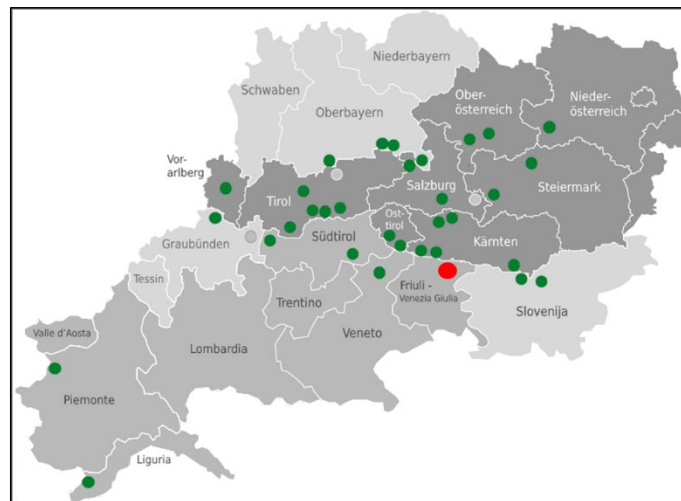 Niederbayern
Schwaben
Oberbayern
Ober-
österreich
Nieder-
österreich
Vor-
arlberg
Tirol
Salzburg
Steiermark
Ost-
tirol
Kärnten
Graubünden
Südtirol
Tessin
Trentino
Friuli -
Venezia Giulia
Slovenija
Valle d'Aosta
Lombardia
Veneto
Piemonte
Liguria